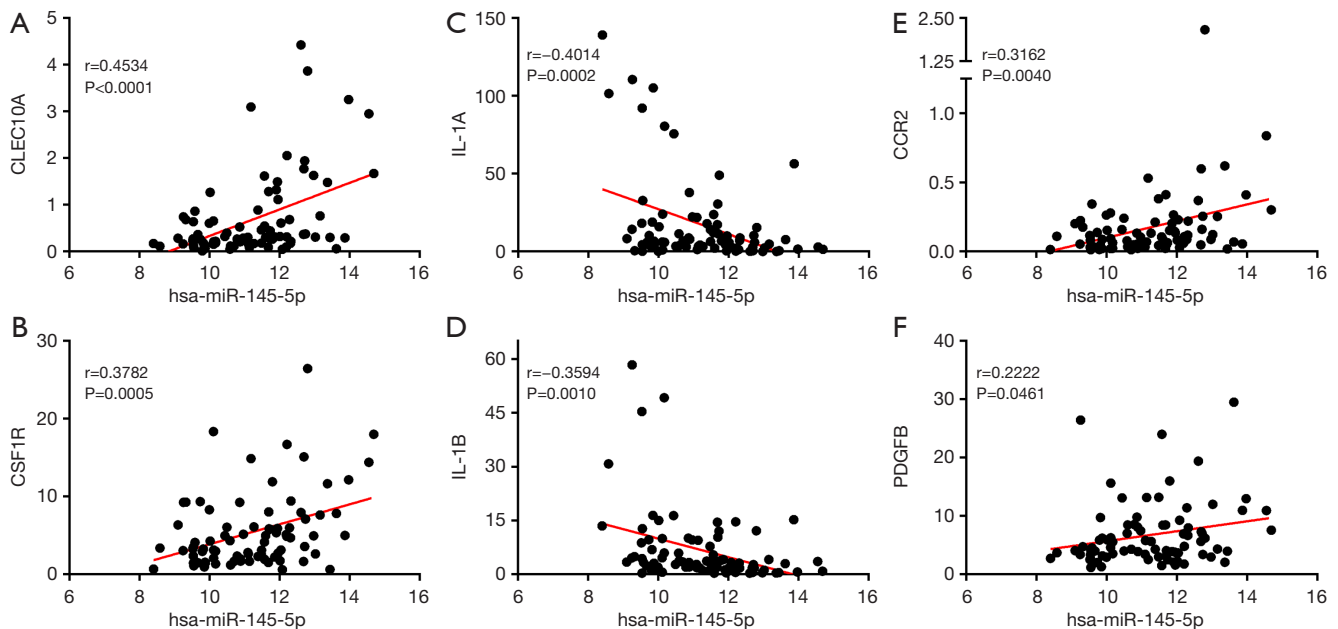 A
5
4
3
2
1
0
CLEC10A
r=0.4534
P<0.0001
6 8 10 12 14 16
hsa-miR-145-5p
C
150
100
50
0
IL-1A
r=−0.4014
P=0.0002
6 8 10 12 14 16
hsa-miR-145-5p
E
2.50
1.25
1.0
0.5
0.0
CCR2
r=0.3162
P=0.0040
6 8 10 12 14 16
hsa-miR-145-5p
B
30
20
10
0
CSF1R
r=0.3782
P=0.0005
6 8 10 12 14 16
hsa-miR-145-5p
D
60
45
30
15
0
IL-1B
r=−0.3594
P=0.0010
6 8 10 12 14 16
hsa-miR-145-5p
F
40
30
20
10
0
PDGFB
r=0.2222
P=0.0461
6 8 10 12 14 16
hsa-miR-145-5p